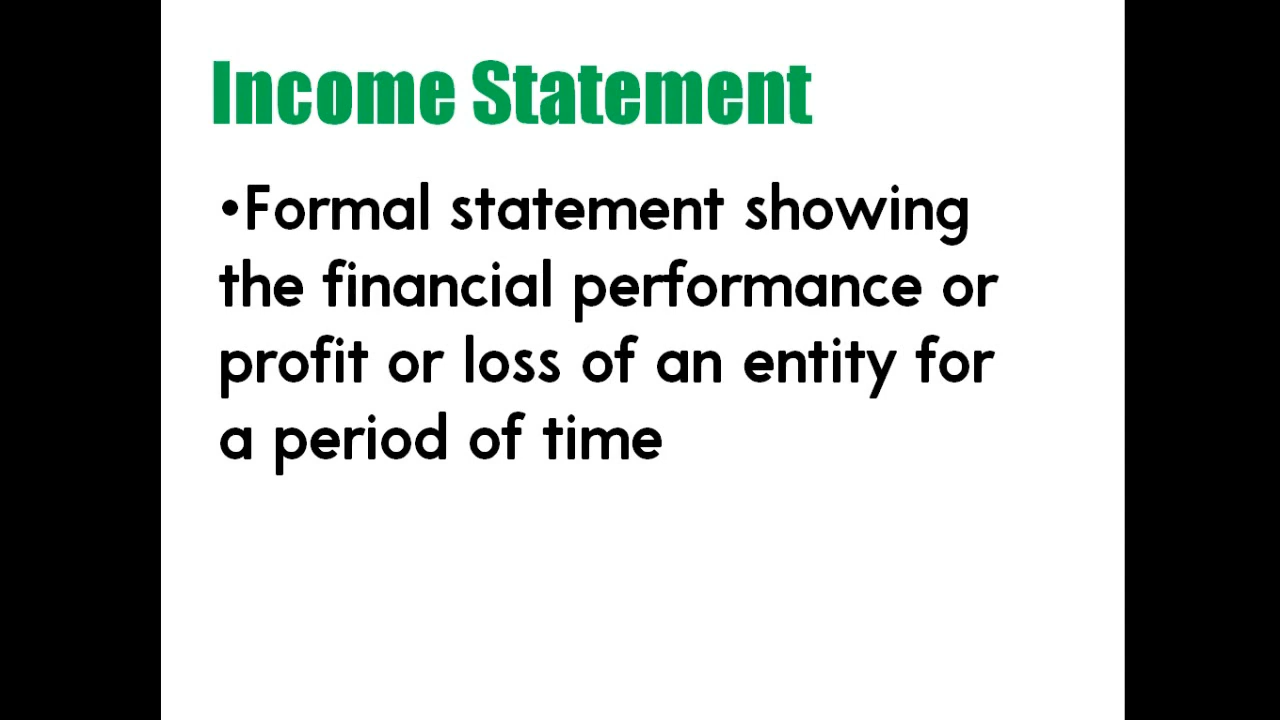 Income Statement
•Formal statement showing
the financial performance or
profit or loss of an entity for
a period of time